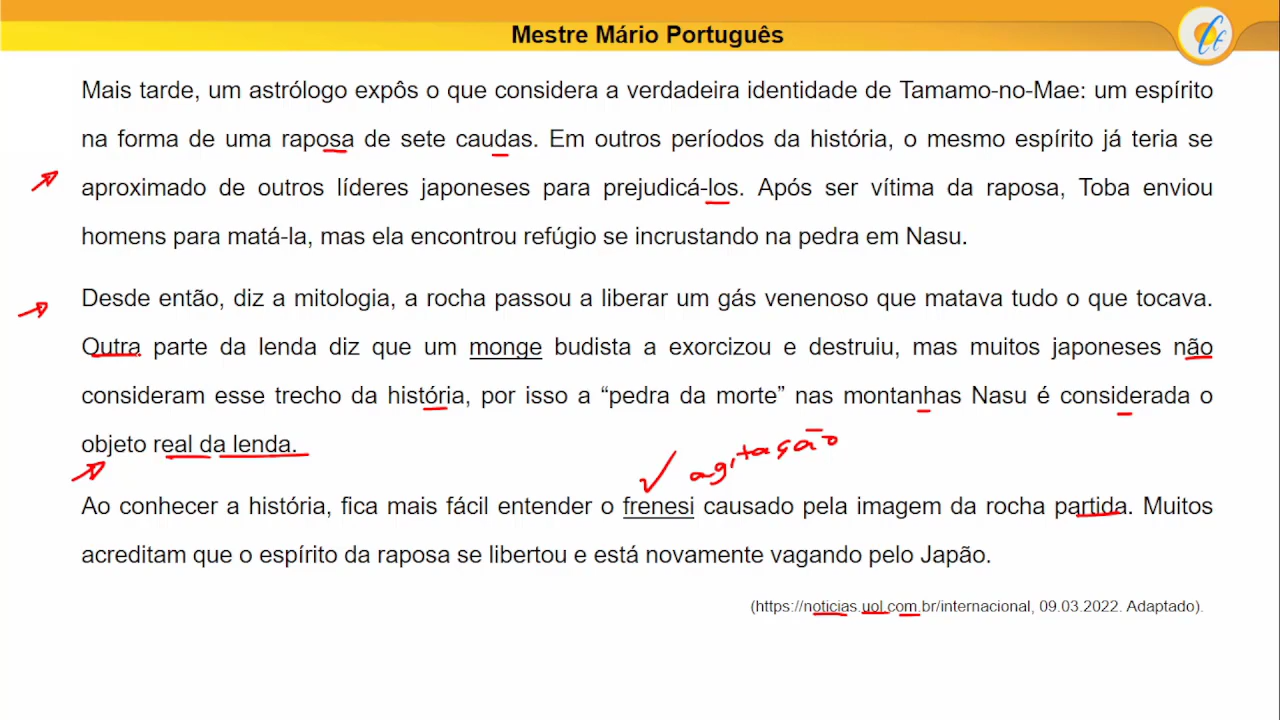 Mestre Mário Português
Mais tarde, um astrólogo expôs o que considera a verdadeira identidade de Tamamo-no-Mae: um espírito
na forma de uma raposa de sete caudas. Em outros períodos da história, o mesmo espírito já teria se
aproximado de outros líderes japoneses para prejudicá-los. Após ser vítima da raposa, Toba enviou
homens para matá-la, mas ela encontrou refúgio se incrustando na pedra em Nasu.
Desde então, diz a mitologia, a rocha passou a liberar um gás venenoso que matava tudo o que tocava.
Outra parte da lenda diz que um monge budista a exorcizou e destruiu, mas muitos japoneses não
consideram esse trecho da história, por isso a “pedra da morte” nas montanhas Nasu é considerada o
objeto real da lenda.
agitação
Ao conhecer a história, fica mais fácil entender o frenesi causado pela imagem da rocha partida. Muitos
acreditam que o espírito da raposa se libertou e está novamente vagando pelo Japão.
(https://noticias.uol.com.br/internacional, 09.03.2022. Adaptado).